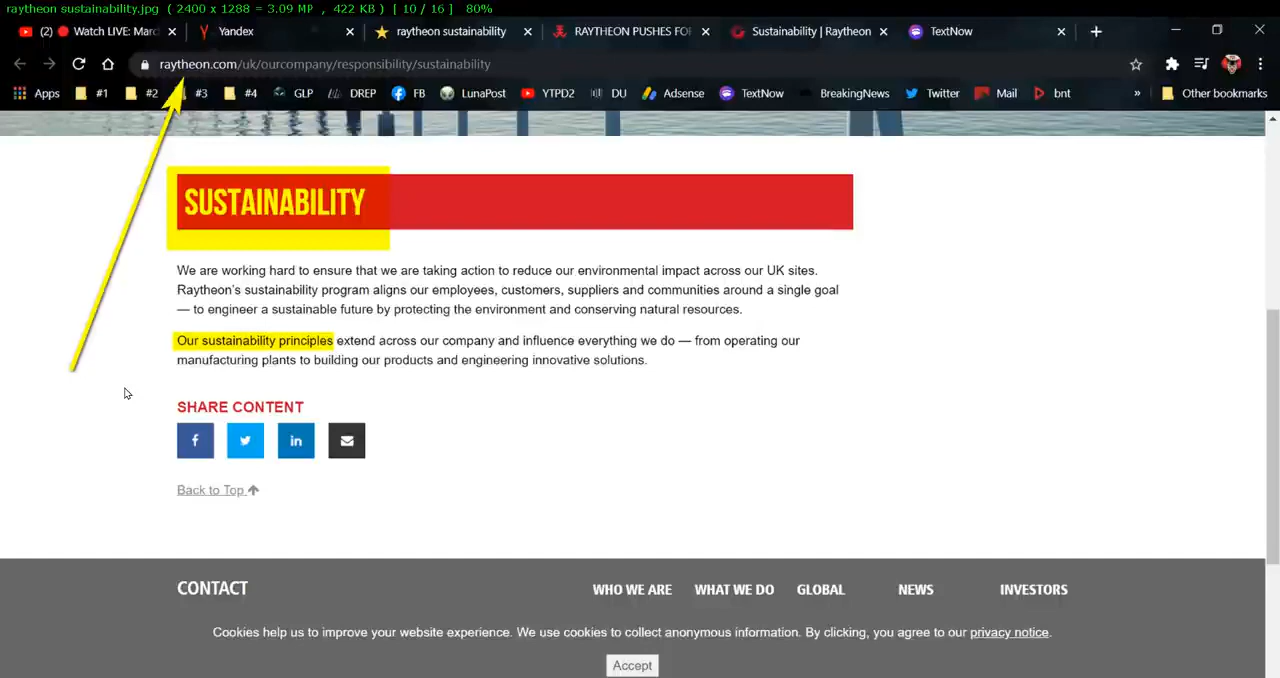 raytheon sustainability.jpg ( 2400 x 1288 = 3.09 MP , 422 KB ) [ 10 / 16 ] 80%
(2) Watch LIVE: Marc
Yandex
raytheon sustainability
RAYTHEON PUSHES FO
Sustainability | Raytheon
TextNow
raytheon.com/uk/ourcompany/responsibility/sustainability
Apps #1 #2 #3 #4 GLP DREP FB LunaPost YTPD2 DU Adsense TextNow BreakingNews Twitter Mail bnt » Other bookmarks
SUSTAINABILITY
We are working hard to ensure that we are taking action to reduce our environmental impact across our UK sites.
Raytheon's sustainability program aligns our employees, customers, suppliers and communities around a single goal
— to engineer a sustainable future by protecting the environment and conserving natural resources.
Our sustainability principles extend across our company and influence everything we do — from operating our
manufacturing plants to building our products and engineering innovative solutions.
SHARE CONTENT
Back to Top
CONTACT WHO WE ARE WHAT WE DO GLOBAL NEWS INVESTORS
Cookies help us to improve your website experience. We use cookies to collect anonymous information. By clicking, you agree to our privacy notice.
Accept